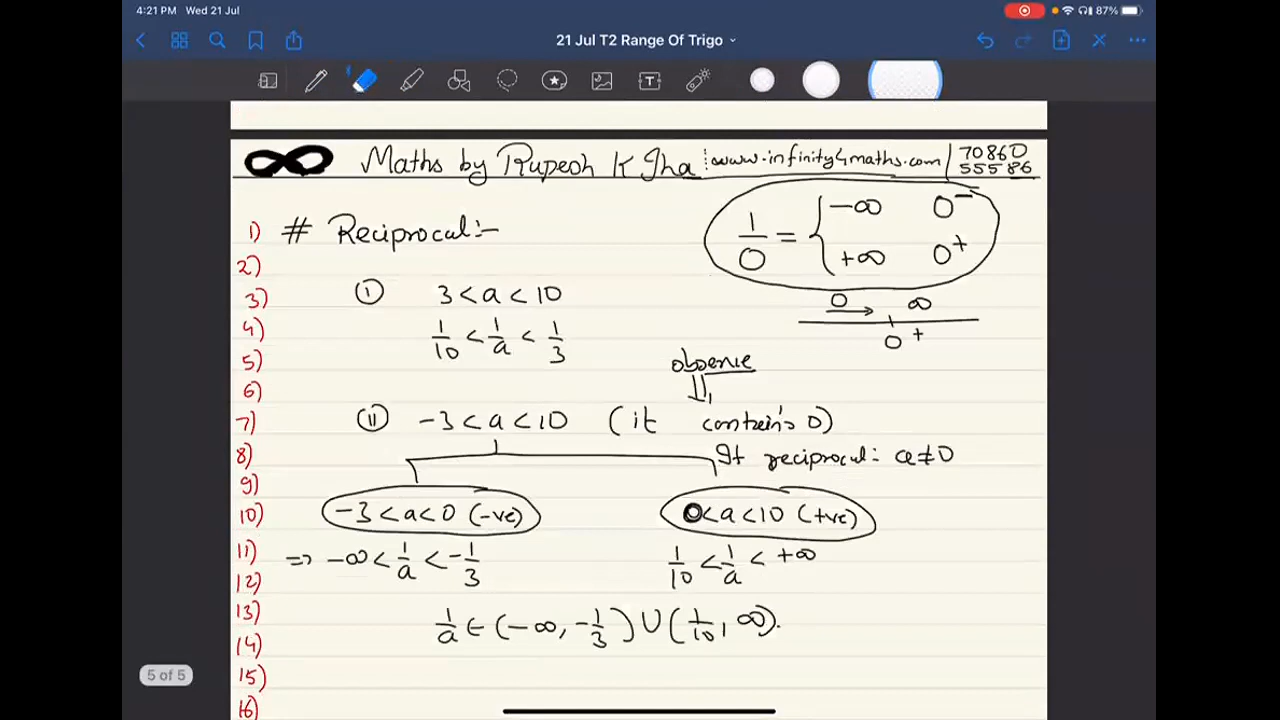 4:21 PM Wed 21 Jul
87%
21 Jul T2 Range Of Trigo
Maths by Rupesh K Jha
www.infinity4maths.com
70860
55586
1) # Reciprocal:-
1/0 = { -∞ 0⁻
+∞ 0⁺
2)
3) (i) 3 < a < 10
0 → ∞
0 +
4) 1/10 < 1/a < 1/3
5)
observe
6)
7) (ii) -3 < a < 10 (it contains 0)
8) If reciprocal: a ≠ 0
9)
10) -3 < a < 0 (-ve) 0 < a < 10 (+ve)
11) => -∞ < 1/a < -1/3 1/10 < 1/a < +∞
12)
13) 1/a ∈ (-∞, -1/3) ∪ (1/10, ∞).
14)
15)
16)
5 of 5